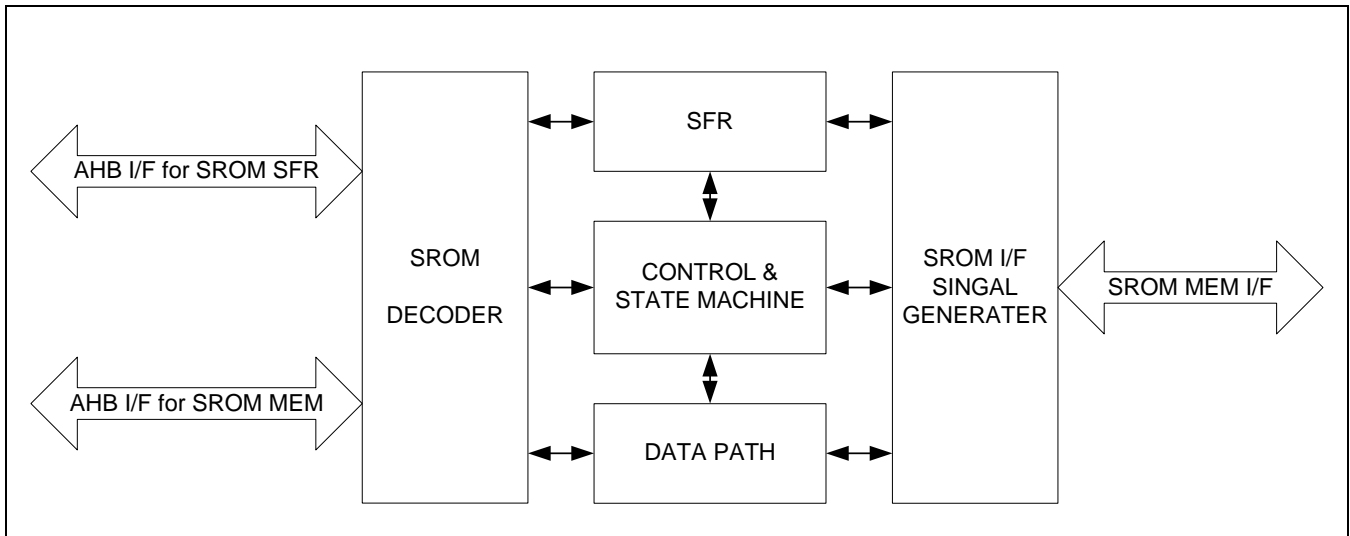 AHB I/F for SROM SFR
AHB I/F for SROM MEM
SROM
DECODER
SFR
CONTROL &
STATE MACHINE
DATA PATH
SROM I/F
SINGAL
GENERATER
SROM MEM I/F